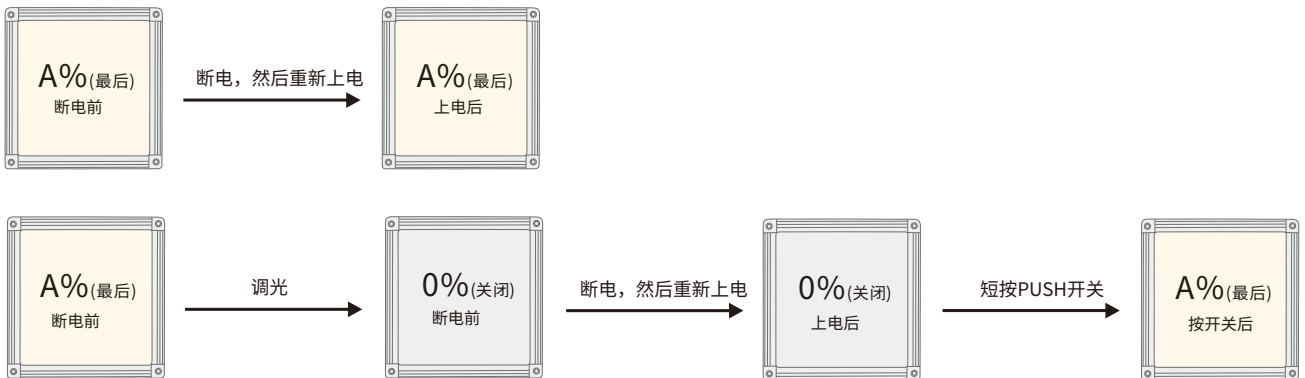 A%(最后)
断电前
断电，然后重新上电
A%(最后)
上电后
A%(最后)
断电前
调光
0%(关闭)
断电前
断电，然后重新上电
0%(关闭)
上电后
短按PUSH开关
A%(最后)
按开关后